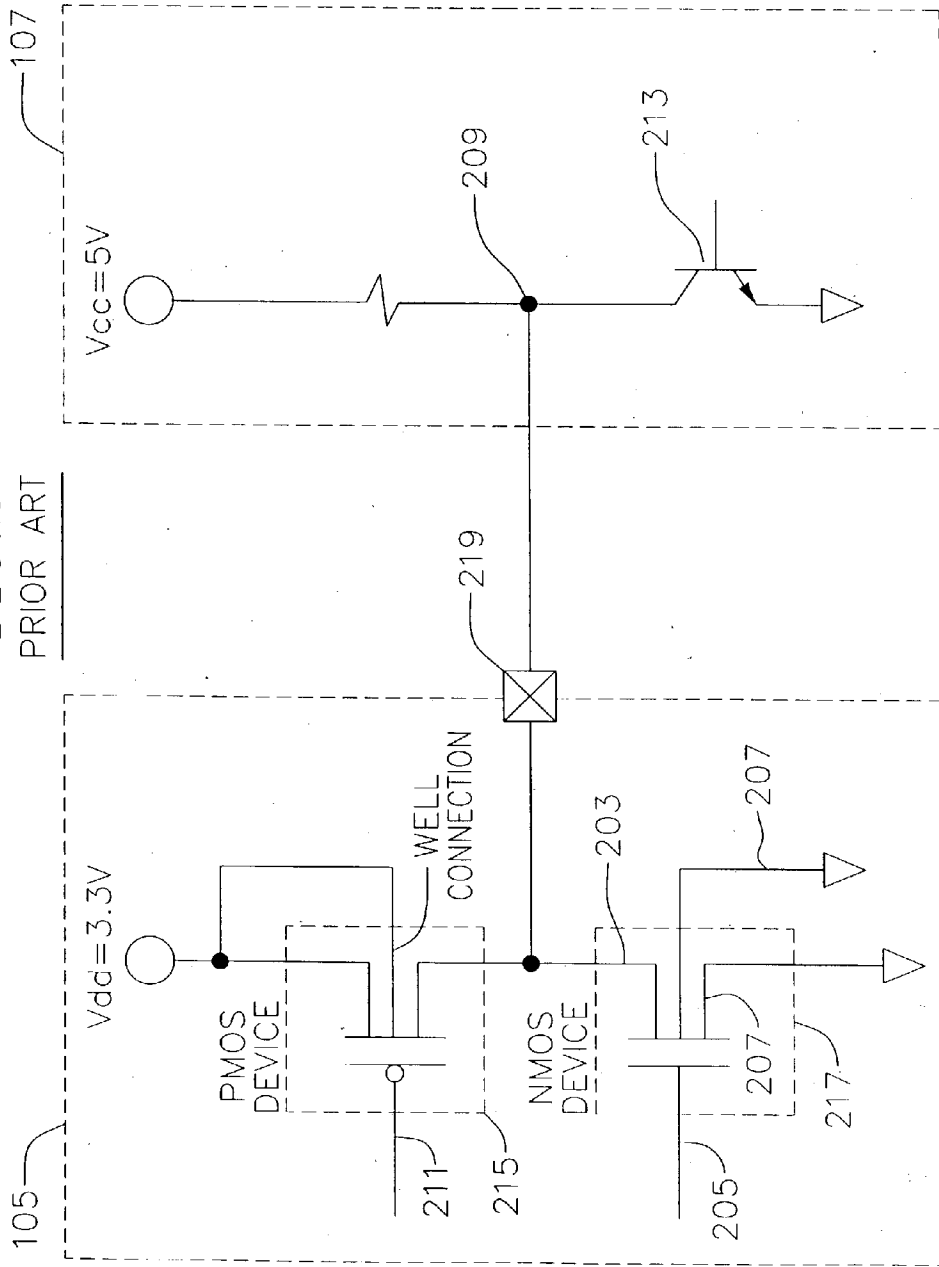 PRIOR ART
105
107
Vdd=3.3V
Vcc=5V
PMOS
DEVICE
WELL
CONNECTION
211
215
219
209
NMOS
DEVICE
203
213
205
207
207
217